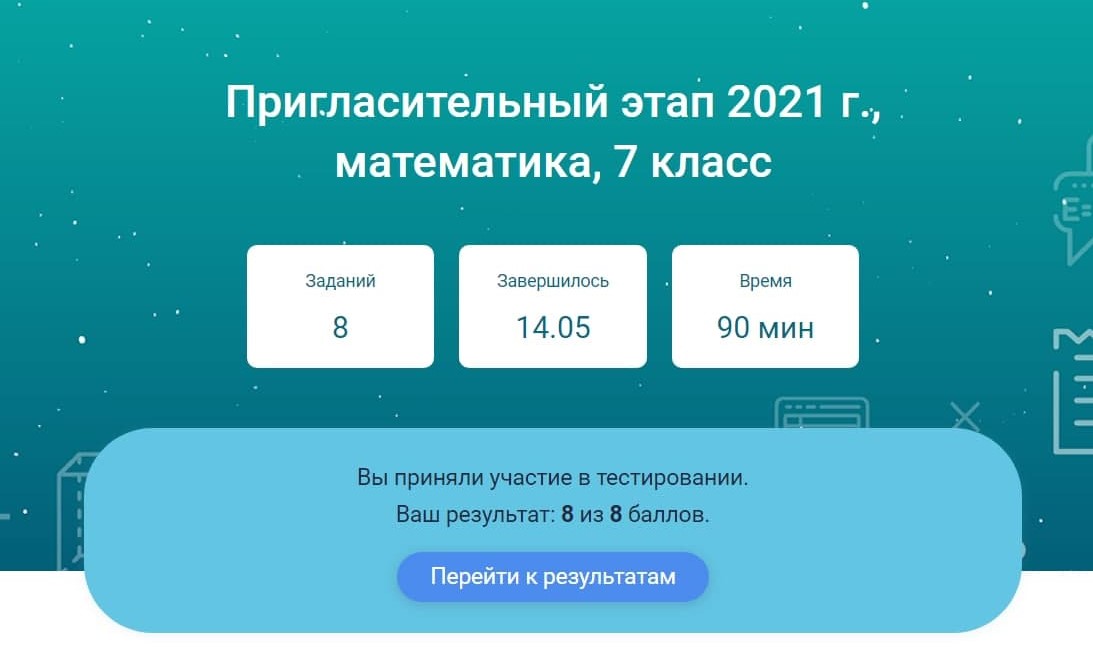 Пригласительный этап 2021 г.,
математика, 7 класс
Заданий
8
Завершилось
14.05
Время
90 мин
Вы приняли участие в тестировании.
Ваш результат: 8 из 8 баллов.
Перейти к результатам